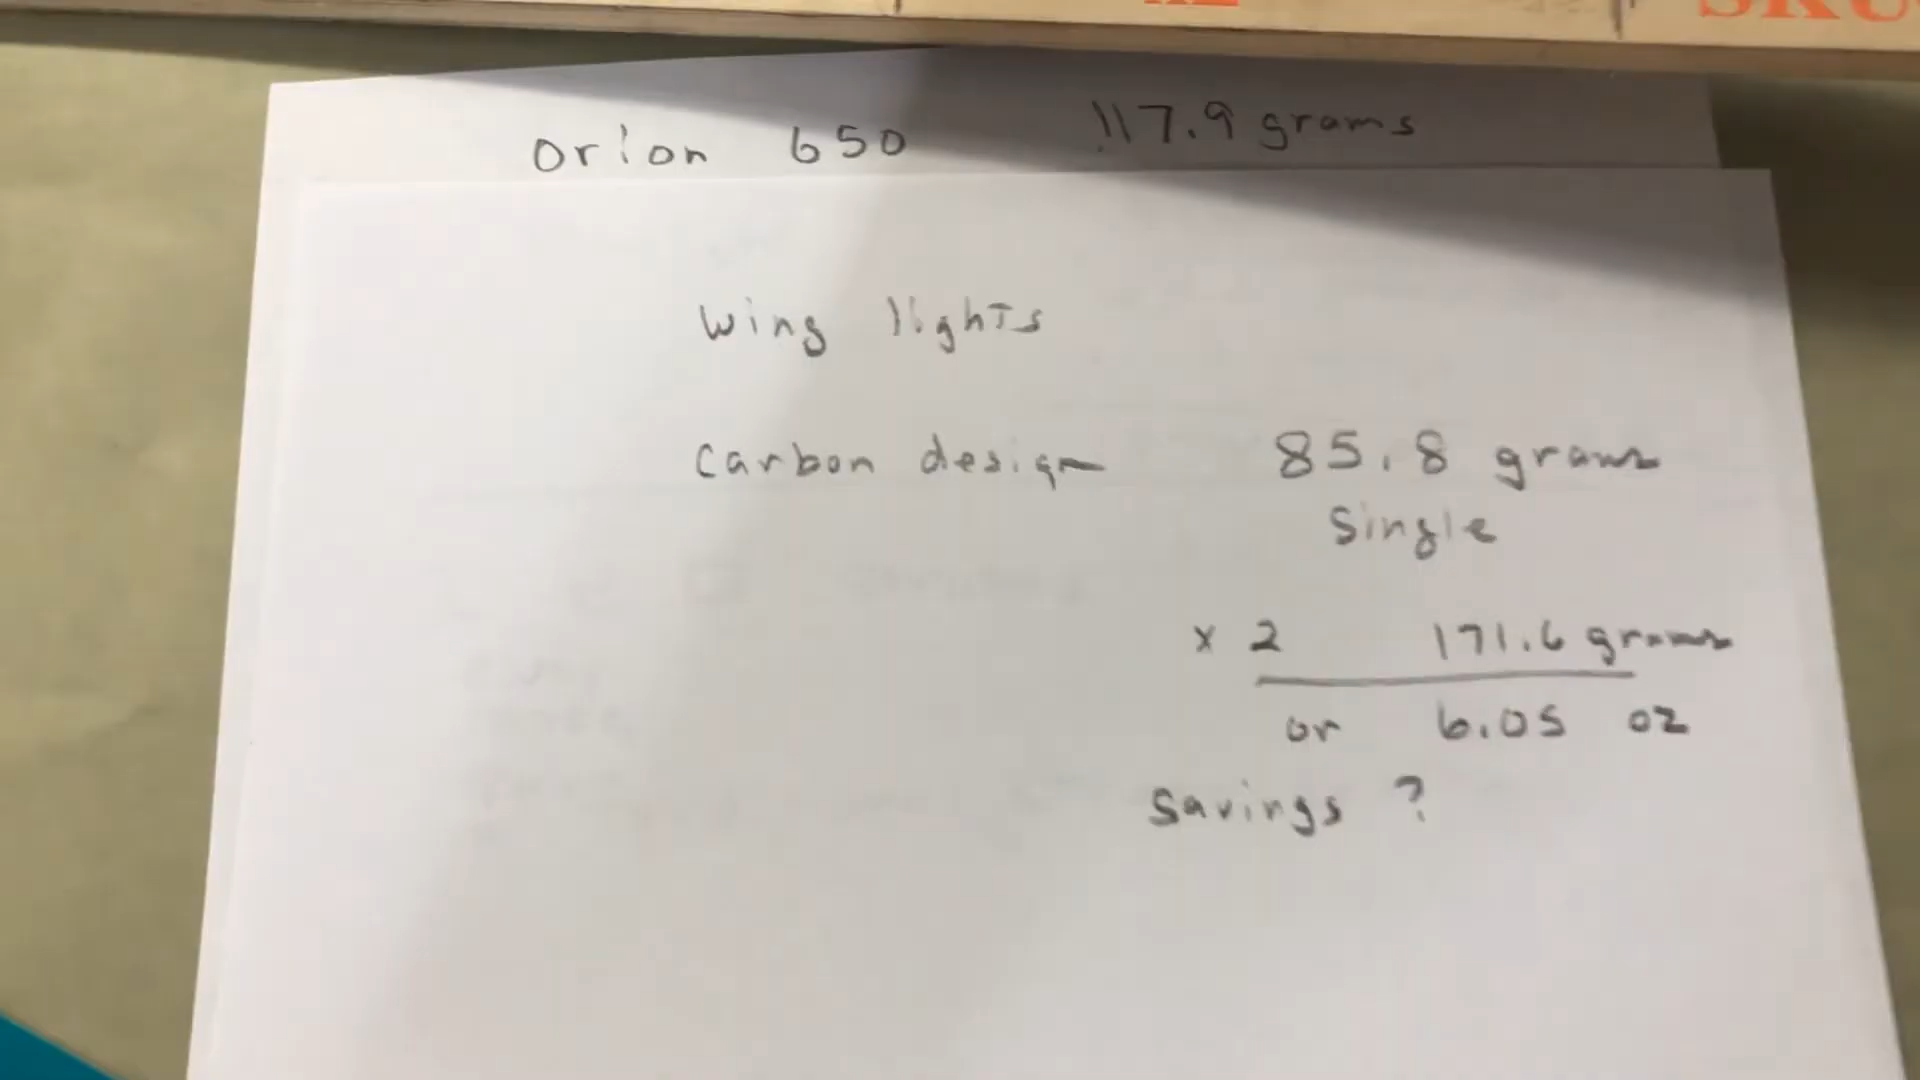 orion 650 117.9 grams
wing lights
carbon design 85.8 grams
single
x 2 171.6 grams
or 6.05 oz
savings ?